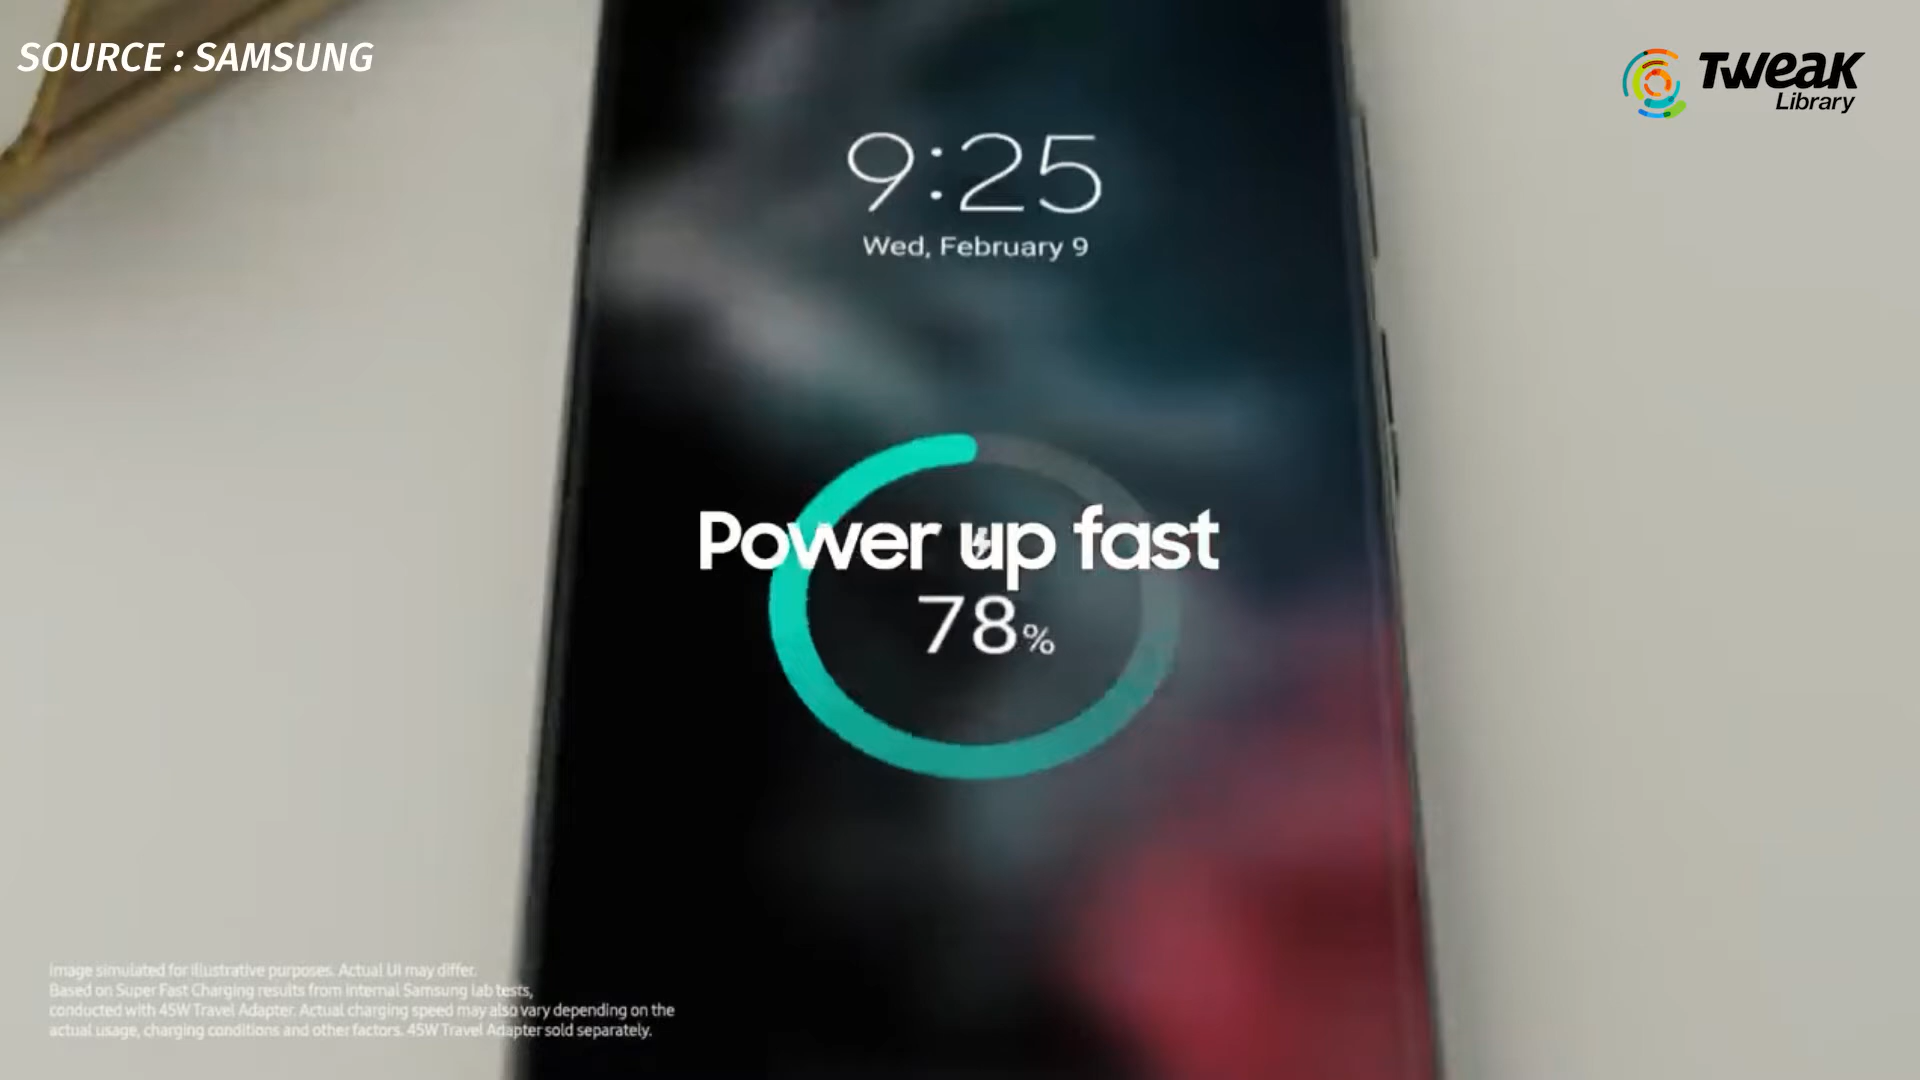 SOURCE : SAMSUNG
TWEAK
Library
9:25
Wed, February 9
Power up fast
78%
Image simulated for illustrative purposes. Actual UI may differ.
Based on Super Fast Charging results from internal Samsung lab tests,
conducted with 45W Travel Adapter. Actual charging speed may also vary depending on the
actual usage, charging conditions and other factors. 45W Travel Adapter sold separately.